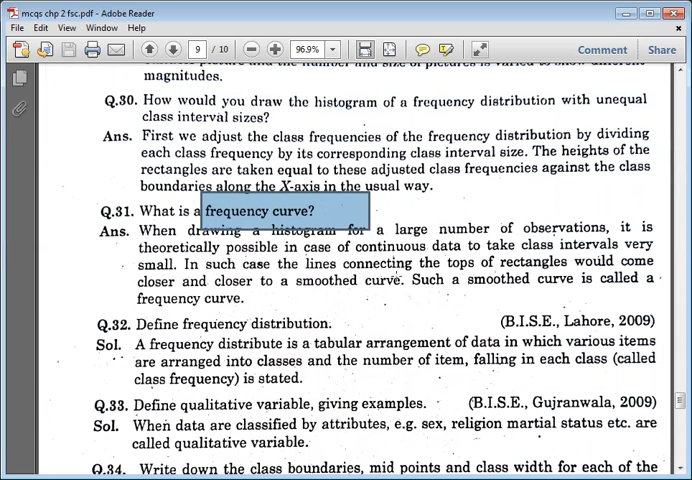 mcqs chp 2 fsc.pdf - Adobe Reader
File Edit View Window Help
9 / 10 96.9% Comment Share
magnitudes.
Q.30. How would you draw the histogram of a frequency distribution with unequal
class interval sizes?
Ans. First we adjust the class frequencies of the frequency distribution by dividing
each class frequency by its corresponding class interval size. The heights of the
rectangles are taken equal to these adjusted class frequencies against the class
boundaries along the X-axis in the usual way.
Q.31. What is a frequency curve?
Ans. When drawing a histogram for a large number of observations, it is
theoretically possible in case of continuous data to take class intervals very
small. In such case the lines connecting the tops of rectangles would come
closer and closer to a smoothed curve. Such a smoothed curve is called a
frequency curve.
Q.32. Define frequency distribution. (B.I.S.E., Lahore, 2009)
Sol. A frequency distribute is a tabular arrangement of data in which various items
are arranged into classes and the number of item, falling in each class (called
class frequency) is stated.
Q.33. Define qualitative variable, giving examples. (B.I.S.E., Gujranwala, 2009)
Sol. When data are classified by attributes, e.g. sex, religion martial status etc. are
called qualitative variable.
Q.34. Write down the class boundaries, mid points and class width for each of the